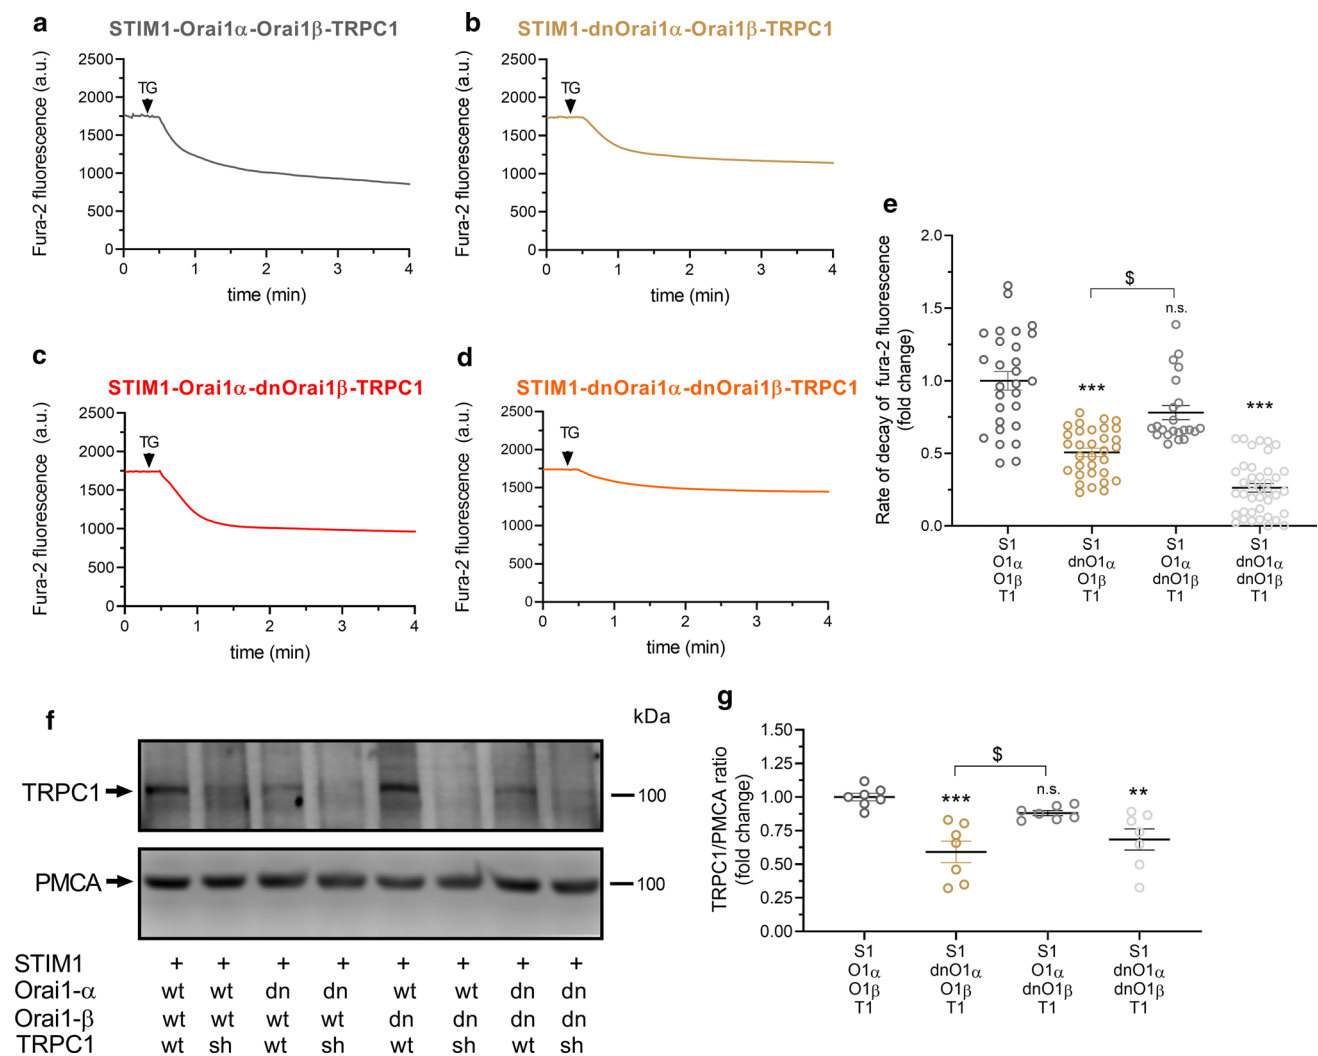 a
STIM1-Orai1α-Orai1β-TRPC1
Fura-2 fluorescence (a.u.)
2500
2000
1500
1000
500
0
TG
0 1 2 3 4
time (min)
b
STIM1-dnOrai1α-Orai1β-TRPC1
Fura-2 fluorescence (a.u.)
2500
2000
1500
1000
500
0
TG
0 1 2 3 4
time (min)
c
STIM1-Orai1α-dnOrai1β-TRPC1
Fura-2 fluorescence (a.u.)
2500
2000
1500
1000
500
0
TG
0 1 2 3 4
time (min)
d
STIM1-dnOrai1α-dnOrai1β-TRPC1
Fura-2 fluorescence (a.u.)
2500
2000
1500
1000
500
0
TG
0 1 2 3 4
time (min)
e
Rate of decay of fura-2 fluorescence
(fold change)
2.0
1.5
1.0
0.5
0.0
$
n.s.
***
***
S1 S1 S1 S1
O1α dnO1α O1α dnO1α
O1β O1β dnO1β dnO1β
T1 T1 T1 T1
f
kDa
TRPC1
100
PMCA
100
STIM1 + + + + + + + +
Orai1-α wt wt dn dn wt wt dn dn
Orai1-β wt wt wt wt dn dn dn dn
TRPC1 wt sh wt sh wt sh wt sh
g
TRPC1/PMCA ratio
(fold change)
1.50
1.25
1.00
0.75
0.50
0.25
0.00
$
***
n.s.
**
S1 S1 S1 S1
O1α dnO1α O1α dnO1α
O1β O1β dnO1β dnO1β
T1 T1 T1 T1